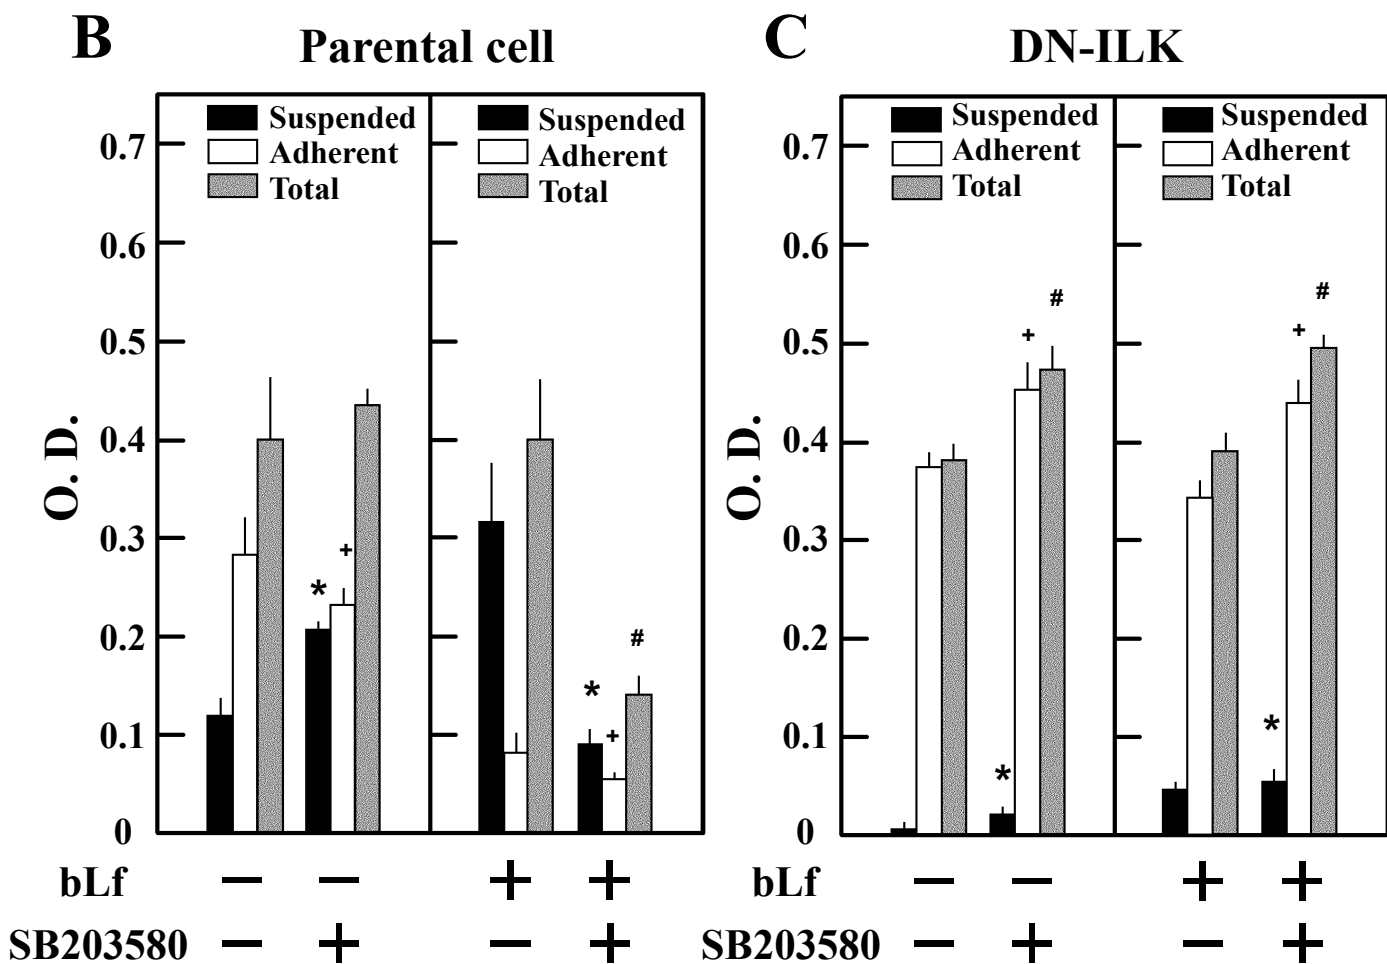 B Parental cell
Suspended
Adherent
Total
Suspended
Adherent
Total
0.7
0.6
0.5
0.4
0.3
0.2
0.1
0
O. D.
* +
* + #
bLf − − + +
SB203580 − + − +
C DN-ILK
Suspended
Adherent
Total
Suspended
Adherent
Total
0.7
0.6
0.5
0.4
0.3
0.2
0.1
0
O. D.
* + #
* + #
bLf − − + +
SB203580 − + − +